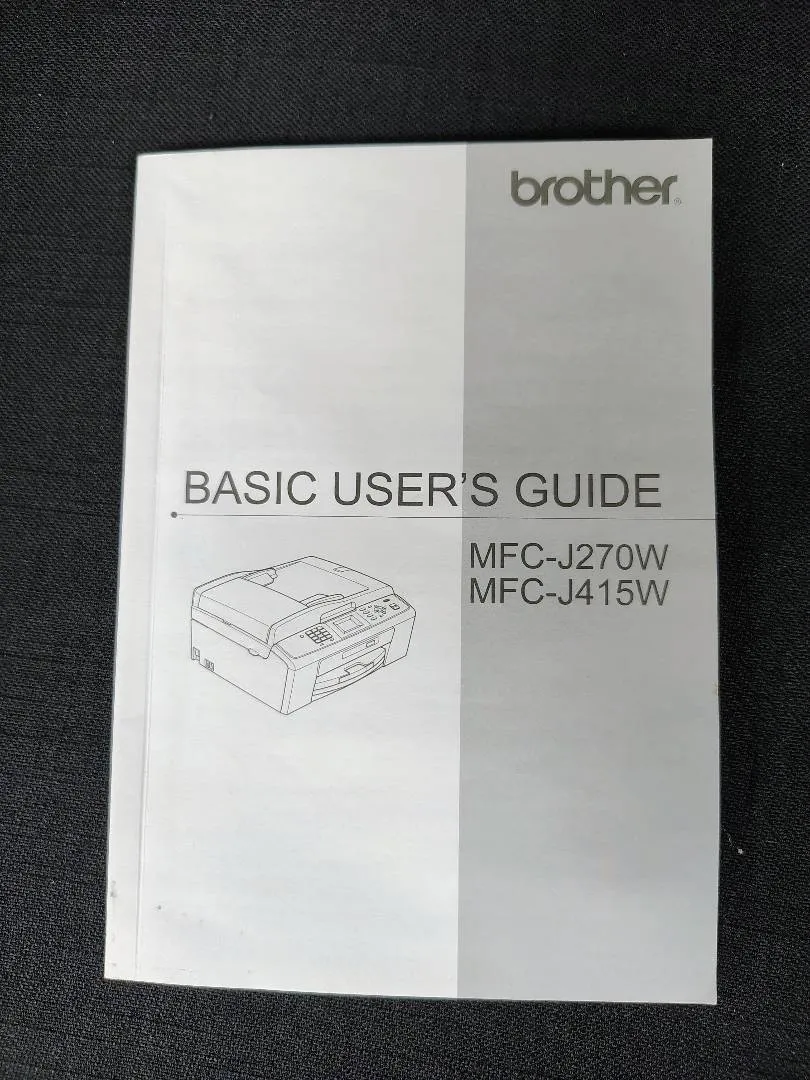 brother®
BASIC USER'S GUIDE
MFC-J270W
MFC-J415W